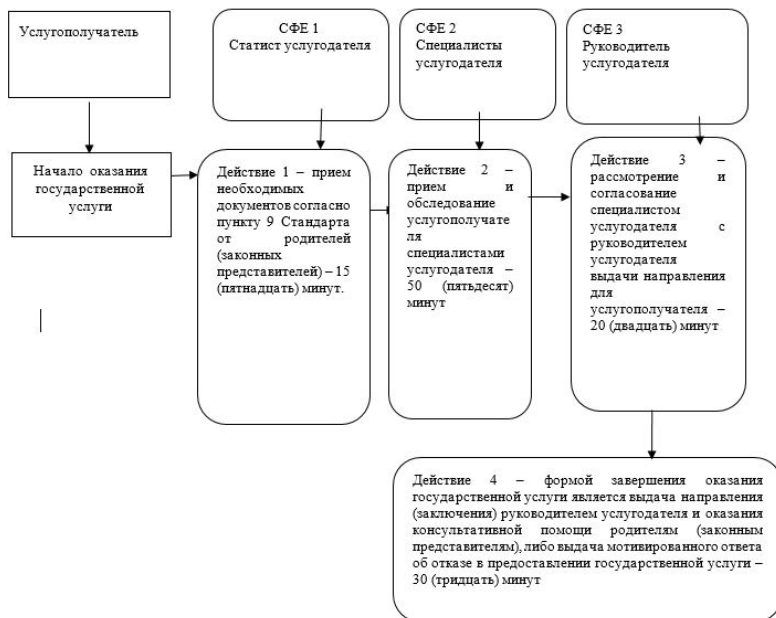 Услугополучатель
СФЕ 1
Статист услугодателя
СФЕ 2
Специалисты
услугодателя
СФЕ 3
Руководитель
услугодателя
Начало оказания
государственной
услуги
Действие 1 – прием
необходимых
документов согласно
пункту 9 Стандарта
от родителей
(законных
представителей) – 15
(пятнадцать) минут.
Действие 2 –
прием и
обследование
услугополучате
ля
специалистами
услугодателя –
50 (пятьдесят)
минут
Действие 3 –
рассмотрение и
согласование
специалистом
услугодателя с
руководителем
услугодателя
выдачи направления
для
услугополучателя –
20 (двадцать) минут
Действие 4 – формой завершения оказания
государственной услуги является выдача направления
(заключения) руководителем услугодателя и оказания
консультативной помощи родителям (законным
представителям), либо выдача мотивированного ответа
об отказе в предоставлении государственной услуги –
30 (тридцать) минут